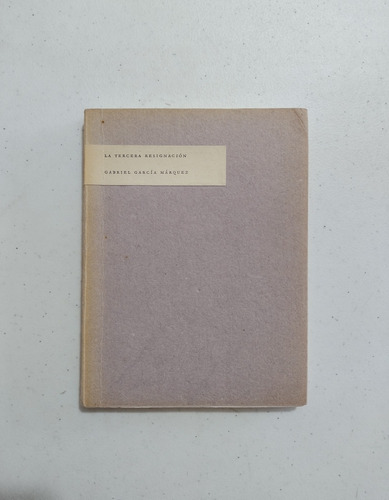 LA TERCERA RESIGNACIÓN
GABRIEL GARCÍA MÁRQUEZ